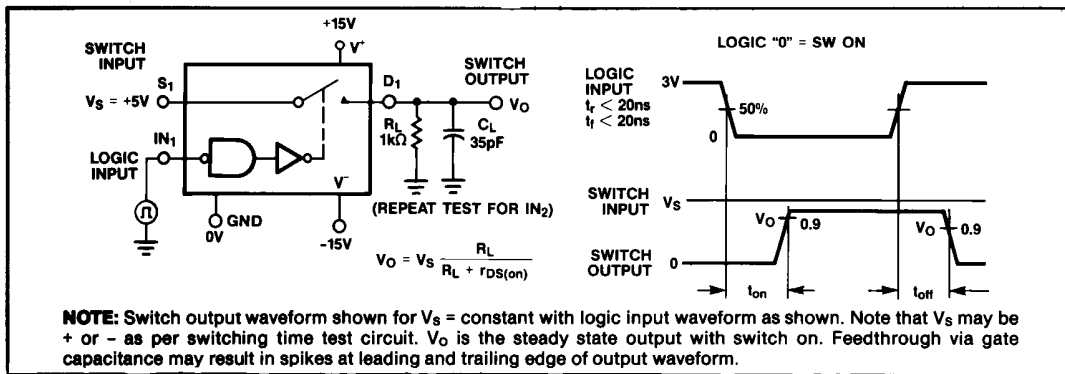 +15V
V+
SWITCH
INPUT
S1
VS = +5V
IN1
LOGIC
INPUT
GND
0V
V−
-15V
D1
SWITCH
OUTPUT
VO
RL
1kΩ
CL
35pF
(REPEAT TEST FOR IN2)
VO = VS RL / RL + rDS(on)
LOGIC "0" = SW ON
LOGIC
INPUT
tr < 20ns
tf < 20ns
3V
50%
0
SWITCH
INPUT
VS
VO
0.9
VO
0.9
SWITCH
OUTPUT
0
ton
toff
NOTE: Switch output waveform shown for VS = constant with logic input waveform as shown. Note that VS may be
+ or – as per switching time test circuit. VO is the steady state output with switch on. Feedthrough via gate
capacitance may result in spikes at leading and trailing edge of output waveform.